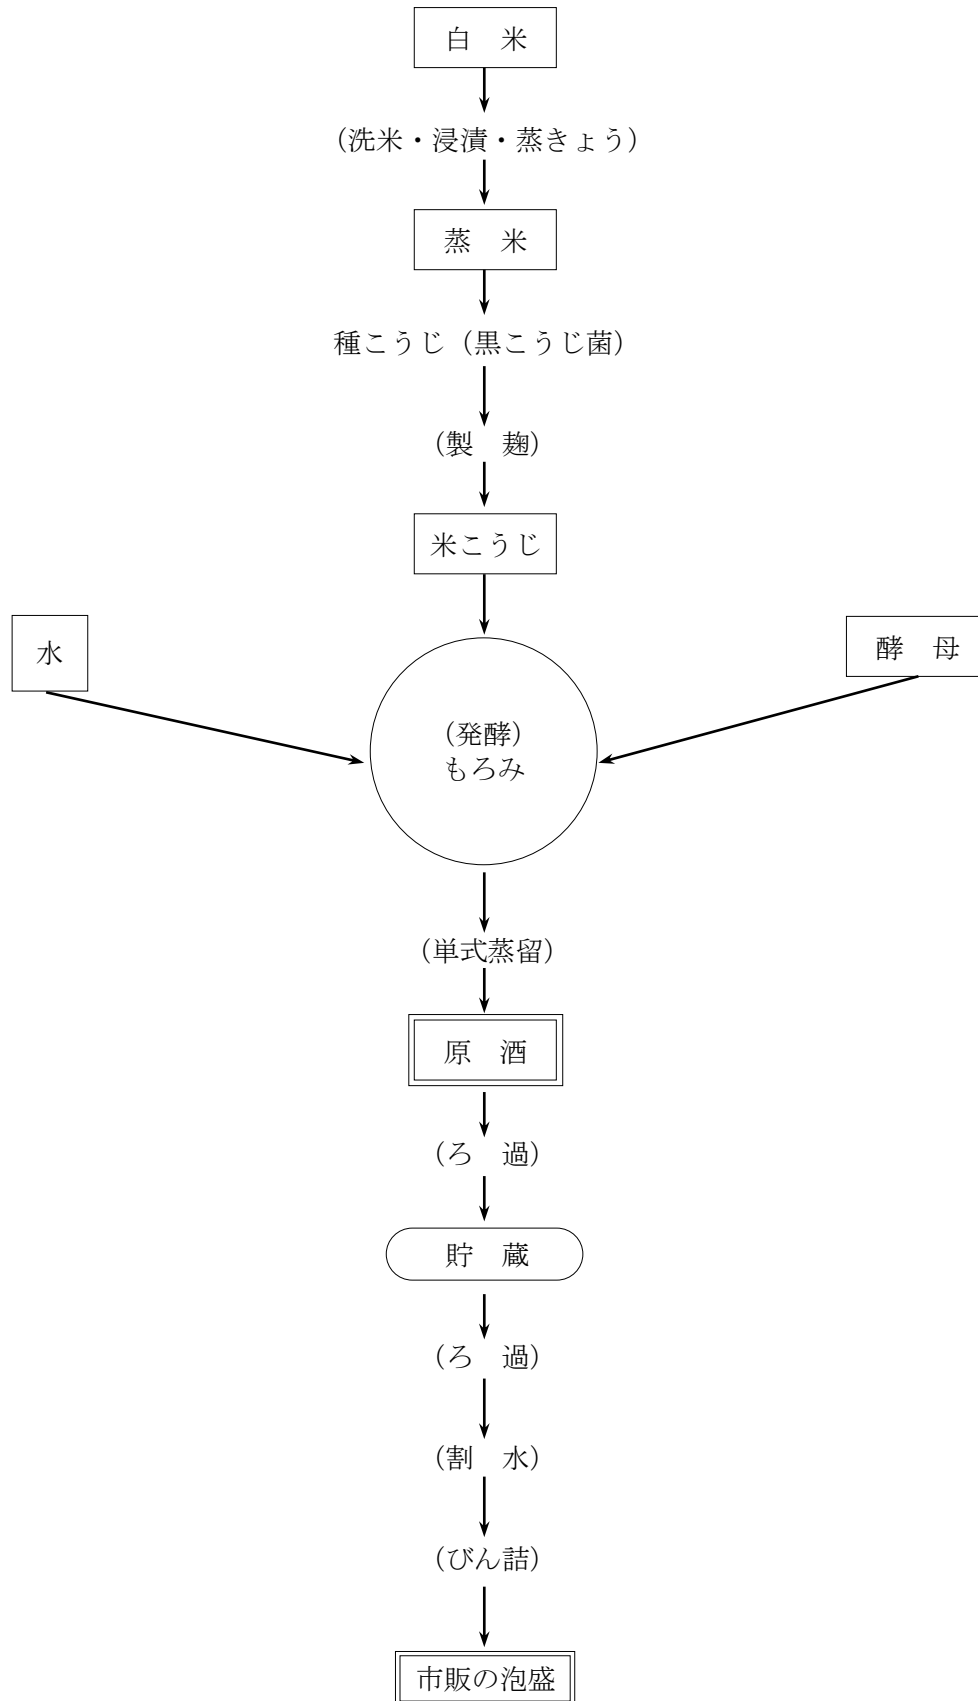 白　米
(洗米・浸漬・蒸きょう)
蒸　米
種こうじ (黒こうじ菌)
(製　麹)
米こうじ
水
酵　母
(発酵)
もろみ
(単式蒸留)
原　酒
(ろ　過)
貯　蔵
(ろ　過)
(割　水)
(びん詰)
市販の泡盛